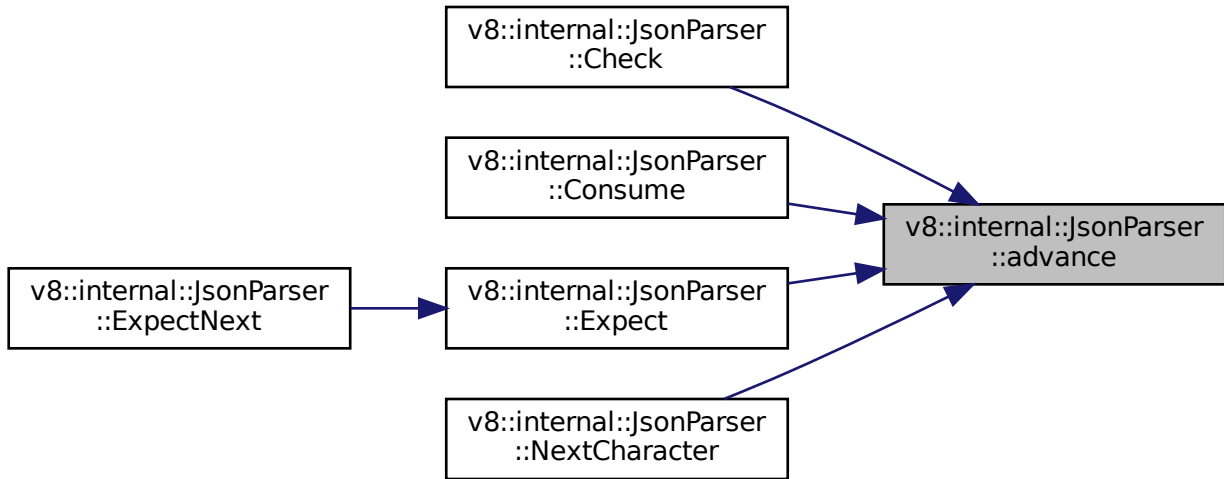 v8::internal::JsonParser
::Check
v8::internal::JsonParser
::Consume
v8::internal::JsonParser
::advance
v8::internal::JsonParser
::ExpectNext
v8::internal::JsonParser
::Expect
v8::internal::JsonParser
::NextCharacter